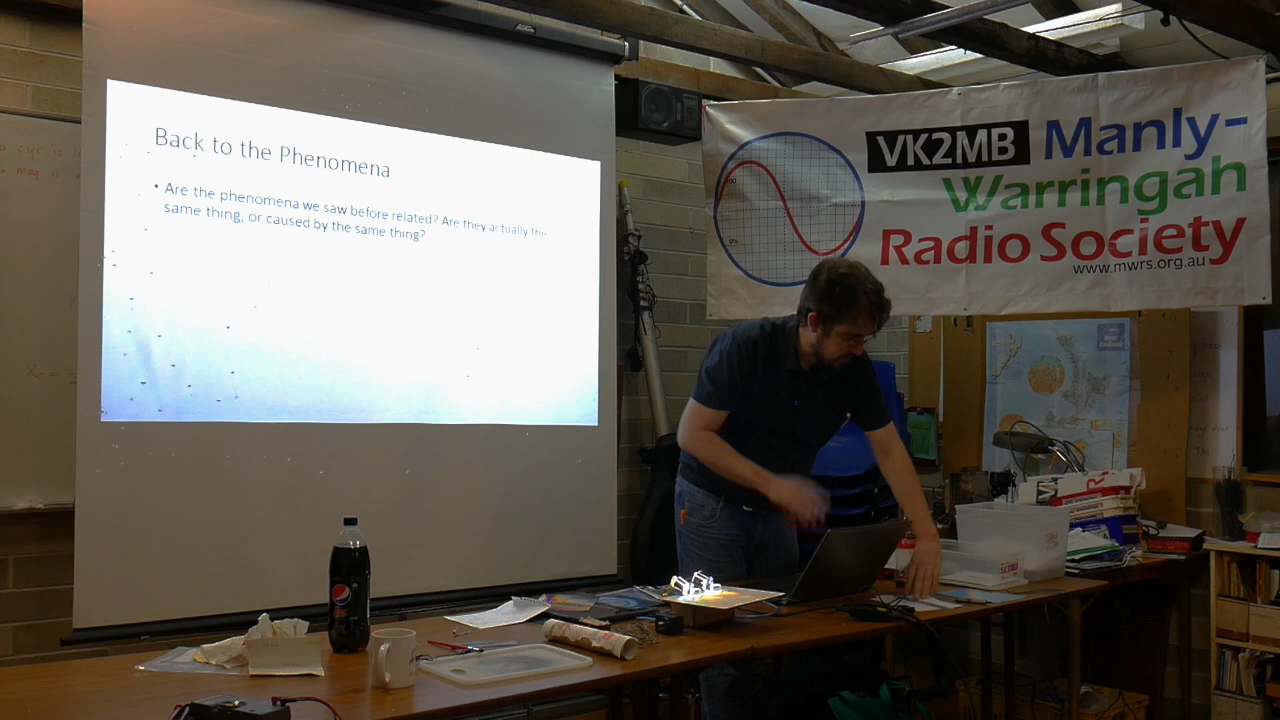 Back to the Phenomena
• Are the phenomena we saw before related? Are they actually the
same thing, or caused by the same thing?
VK2MB Manly-
Warringah
Radio Society
www.mwrs.org.au
pepsi